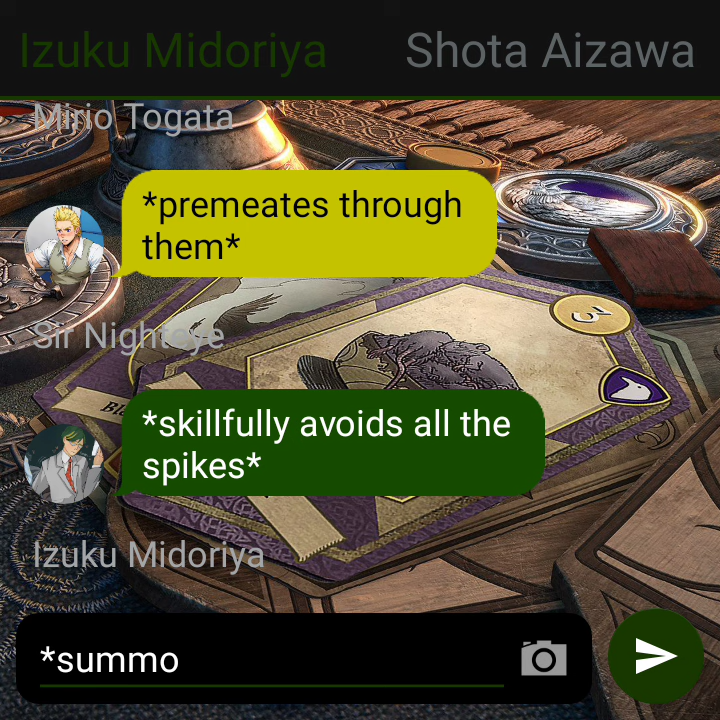 Izuku Midoriya Shota Aizawa
Mirio Togata
*premeates through
them*
Sir Nighteye
3
*skillfully avoids all the
spikes*
Izuku Midoriya
*summo